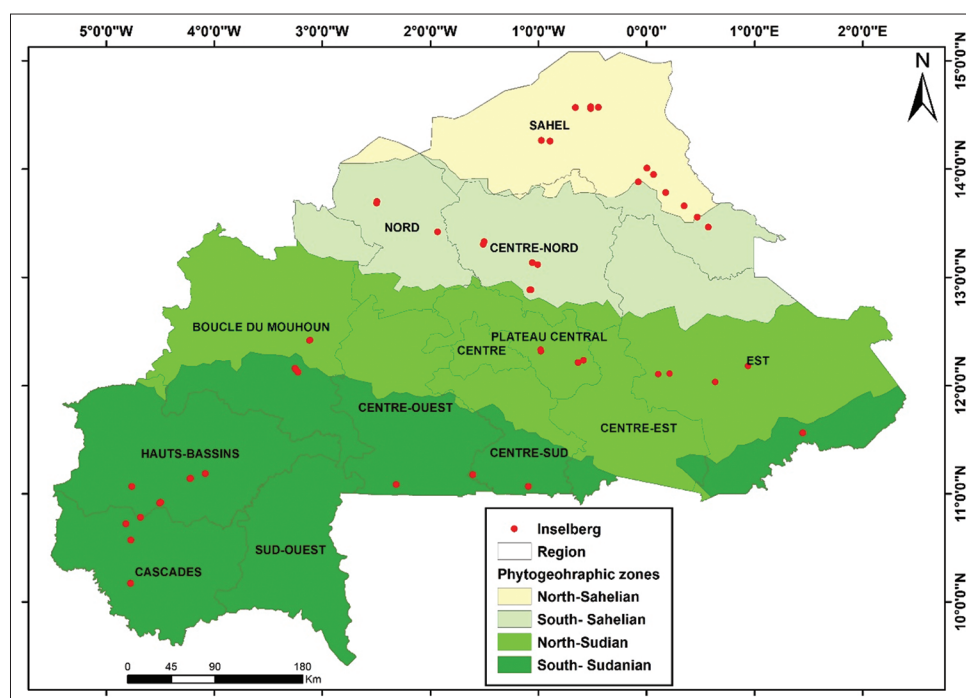 5°0'0"W 4°0'0"W 3°0'0"W 2°0'0"W 1°0'0"W 0°0'0" 1°0'0"E 2°0'0"E
15°0'0"N
N
SAHEL
14°0'0"N
NORD
CENTRE-NORD
13°0'0"N
BOUCLE DU MOUHOUN
PLATEAU CENTRAL
CENTRE
EST
12°0'0"N
CENTRE-OUEST
CENTRE-EST
HAUTS-BASSINS
CENTRE-SUD
11°0'0"N
SUD-OUEST
CASCADES
10°0'0"N
Inselberg
Region
Phytogeohraphic zones
North-Sahelian
South- Sahelian
North-Sudian
South- Sudanian
0 45 90 180
Km